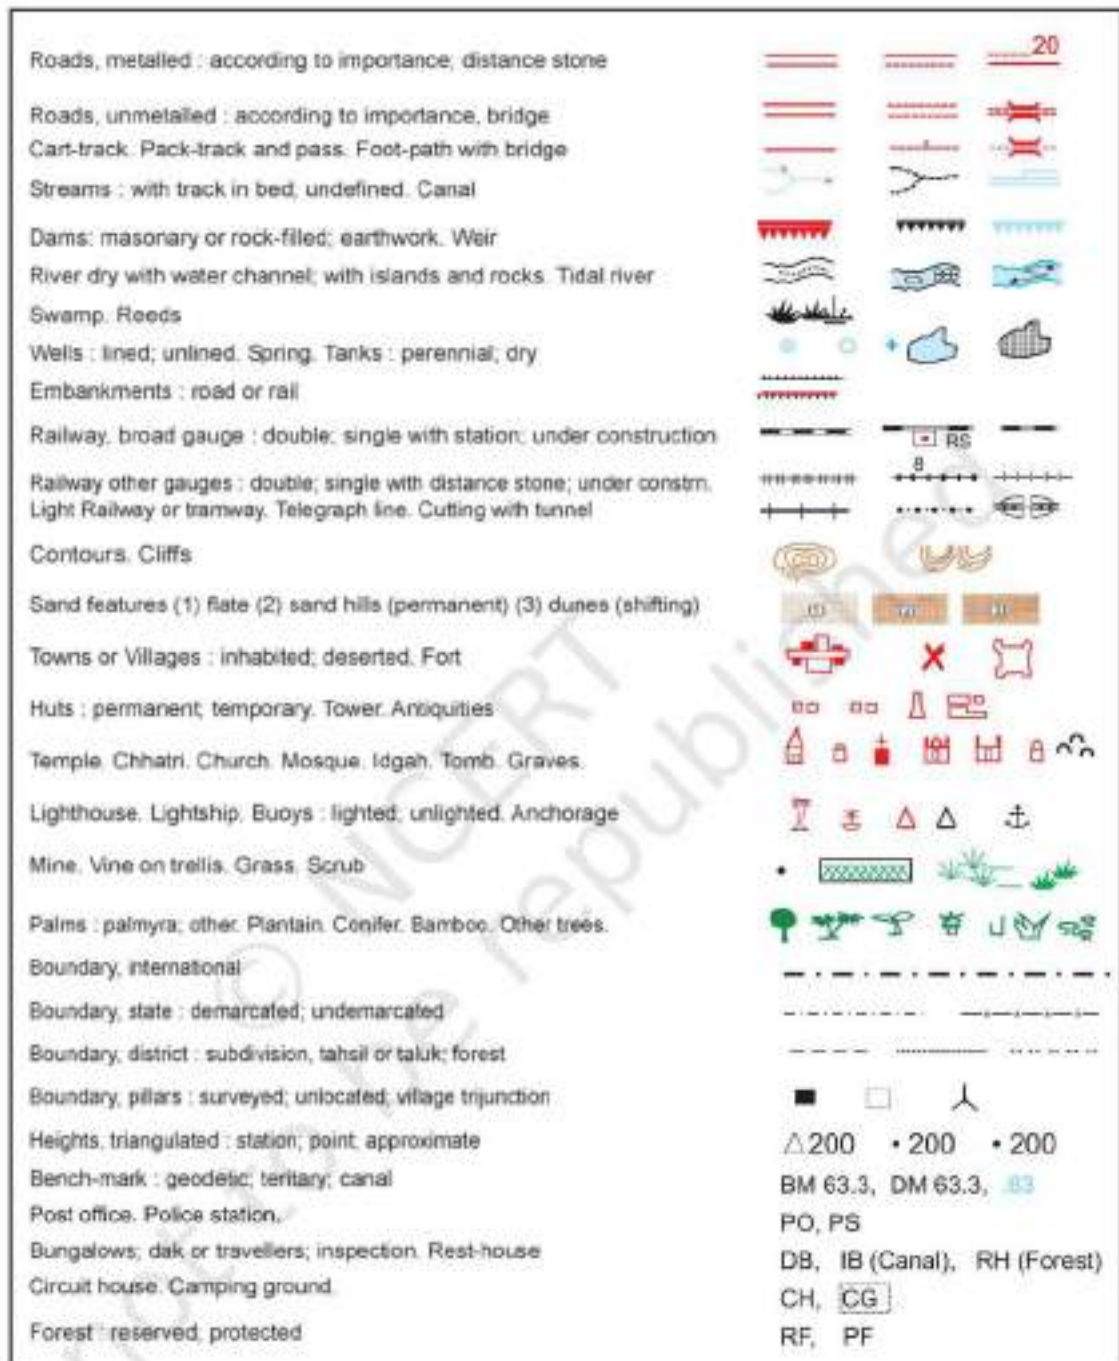 Roads, metalled : according to importance; distance stone 20
Roads, unmetalled : according to importance, bridge
Cart-track. Pack-track and pass. Foot-path with bridge
Streams : with track in bed; undefined. Canal
Dams: masonary or rock-filled; earthwork. Weir
River dry with water channel; with islands and rocks. Tidal river
Swamp. Reeds
Wells : lined; unlined. Spring. Tanks : perennial; dry
Embankments : road or rail
Railway, broad gauge : double; single with station; under construction RS
Railway other gauges : double; single with distance stone; under constrn. 8
Light Railway or tramway. Telegraph line. Cutting with tunnel
Contours. Cliffs
Sand features (1) flate (2) sand hills (permanent) (3) dunes (shifting) (1) (2) (3)
Towns or Villages : inhabited; deserted. Fort
Huts : permanent; temporary. Tower. Antiquities
Temple. Chhatri. Church. Mosque. Idgah. Tomb. Graves.
Lighthouse. Lightship. Buoys : lighted; unlighted. Anchorage
Mine. Vine on trellis. Grass. Scrub
Palms : palmyra; other. Plantain. Conifer. Bamboo. Other trees.
Boundary, international
Boundary, state : demarcated; undemarcated
Boundary, district : subdivision, tahsil or taluk; forest
Boundary, pillars : surveyed; unlocated; village trijunction
Heights, triangulated : station; point; approximate △200 • 200 • 200
Bench-mark : geodetic; teritary; canal BM 63.3, DM 63.3, .63
Post office. Police station. PO, PS
Bungalows; dak or travellers; inspection. Rest-house DB, IB (Canal), RH (Forest)
Circuit house. Camping ground. CH, CG
Forest : reserved; protected RF, PF
© NCERT
not to be republished